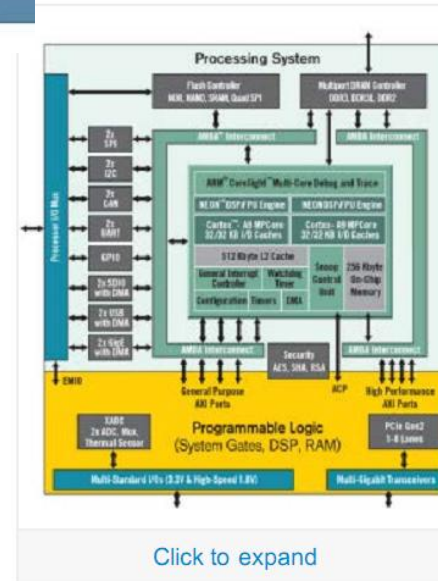 Processing System
Flash Controller
NOR, NAND, SRAM, Quad SPI
Multiport DRAM Controller
DDR3, DDR3L, DDR2
AMBA™ Interconnect
AMBA Interconnect
Processor I/O Mux
2x
SPI
2x
I2C
2x
CAN
2x
UART
GPIO
2x SDIO
with DMA
2x USB
with DMA
2x GigE
with DMA
ARM™ CoreSight™ Multi-Core Debug and Trace
NEON™ DSP/FPU Engine
NEON DSP/FPU Engine
Cortex™- A9 MPCore
32/32 KB I/D Caches
Cortex- A9 MPCore
32/32 KB I/D Caches
512 Kbyte L2 Cache
General Interrupt
Controller
Watchdog
Timer
Configuration
Timers
DMA
Snoop
Control
Unit
256 Kbyte
On-Chip
Memory
AMBA Interconnect
Security
AES, SHA, RSA
AMBA Interconnect
EMIO
General Purpose
AXI Ports
ACP
High Performance
AXI Ports
XADC
2x ADC, Mux,
Thermal Sensor
Programmable Logic
(System Gates, DSP, RAM)
PCIe Gen2
1-8 Lanes
Multi-Standard I/Os (3.3V & High-Speed 1.8V)
Multi-Gigabit Transceivers
Click to expand